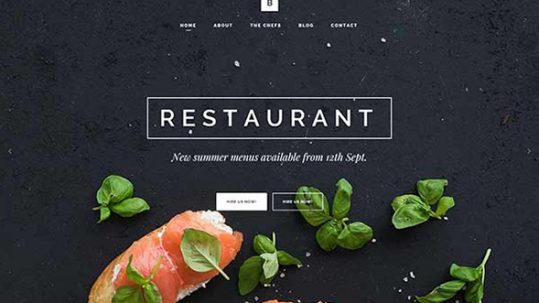 B
HOME ABOUT THE CHEFS BLOG CONTACT
RESTAURANT
New summer menus available from 12th Sept.
HIRE US NOW! HIRE US NOW!